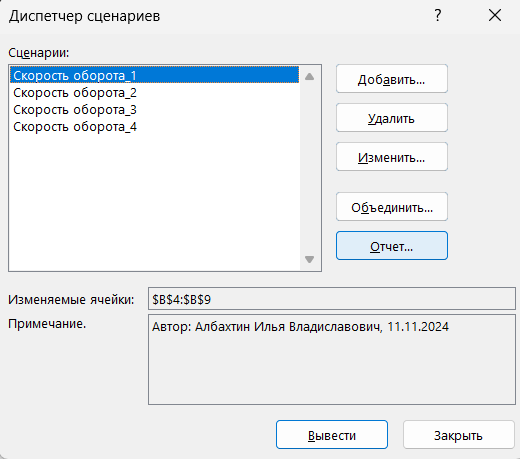 Диспетчер сценариев
?
Сценарии:
Скорость оборота_1
Скорость оборота_2
Скорость оборота_3
Скорость оборота_4
Добавить...
Удалить
Изменить...
Объединить...
Отчет...
Изменяемые ячейки: $B$4:$B$9
Примечание. Автор: Албахтин Илья Владиславович, 11.11.2024
Вывести
Закрыть